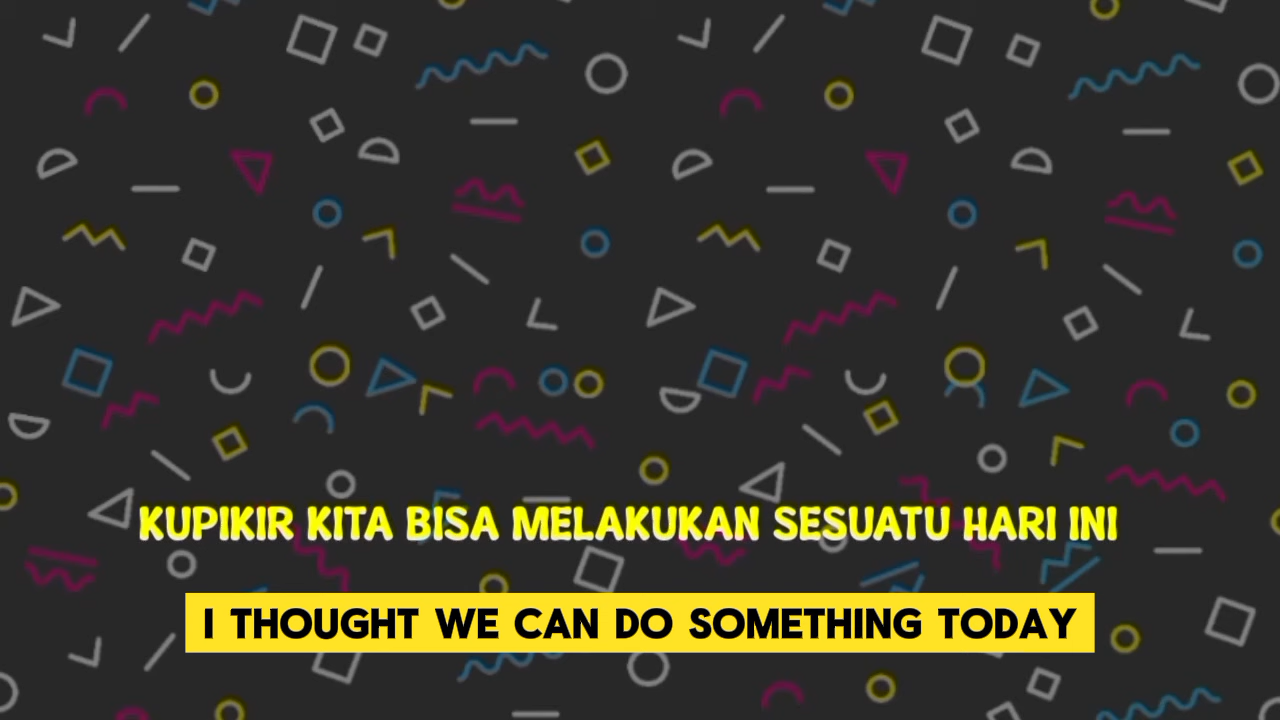 KUPIKIR KITA BISA MELAKUKAN SESUATU HARI INI
I THOUGHT WE CAN DO SOMETHING TODAY